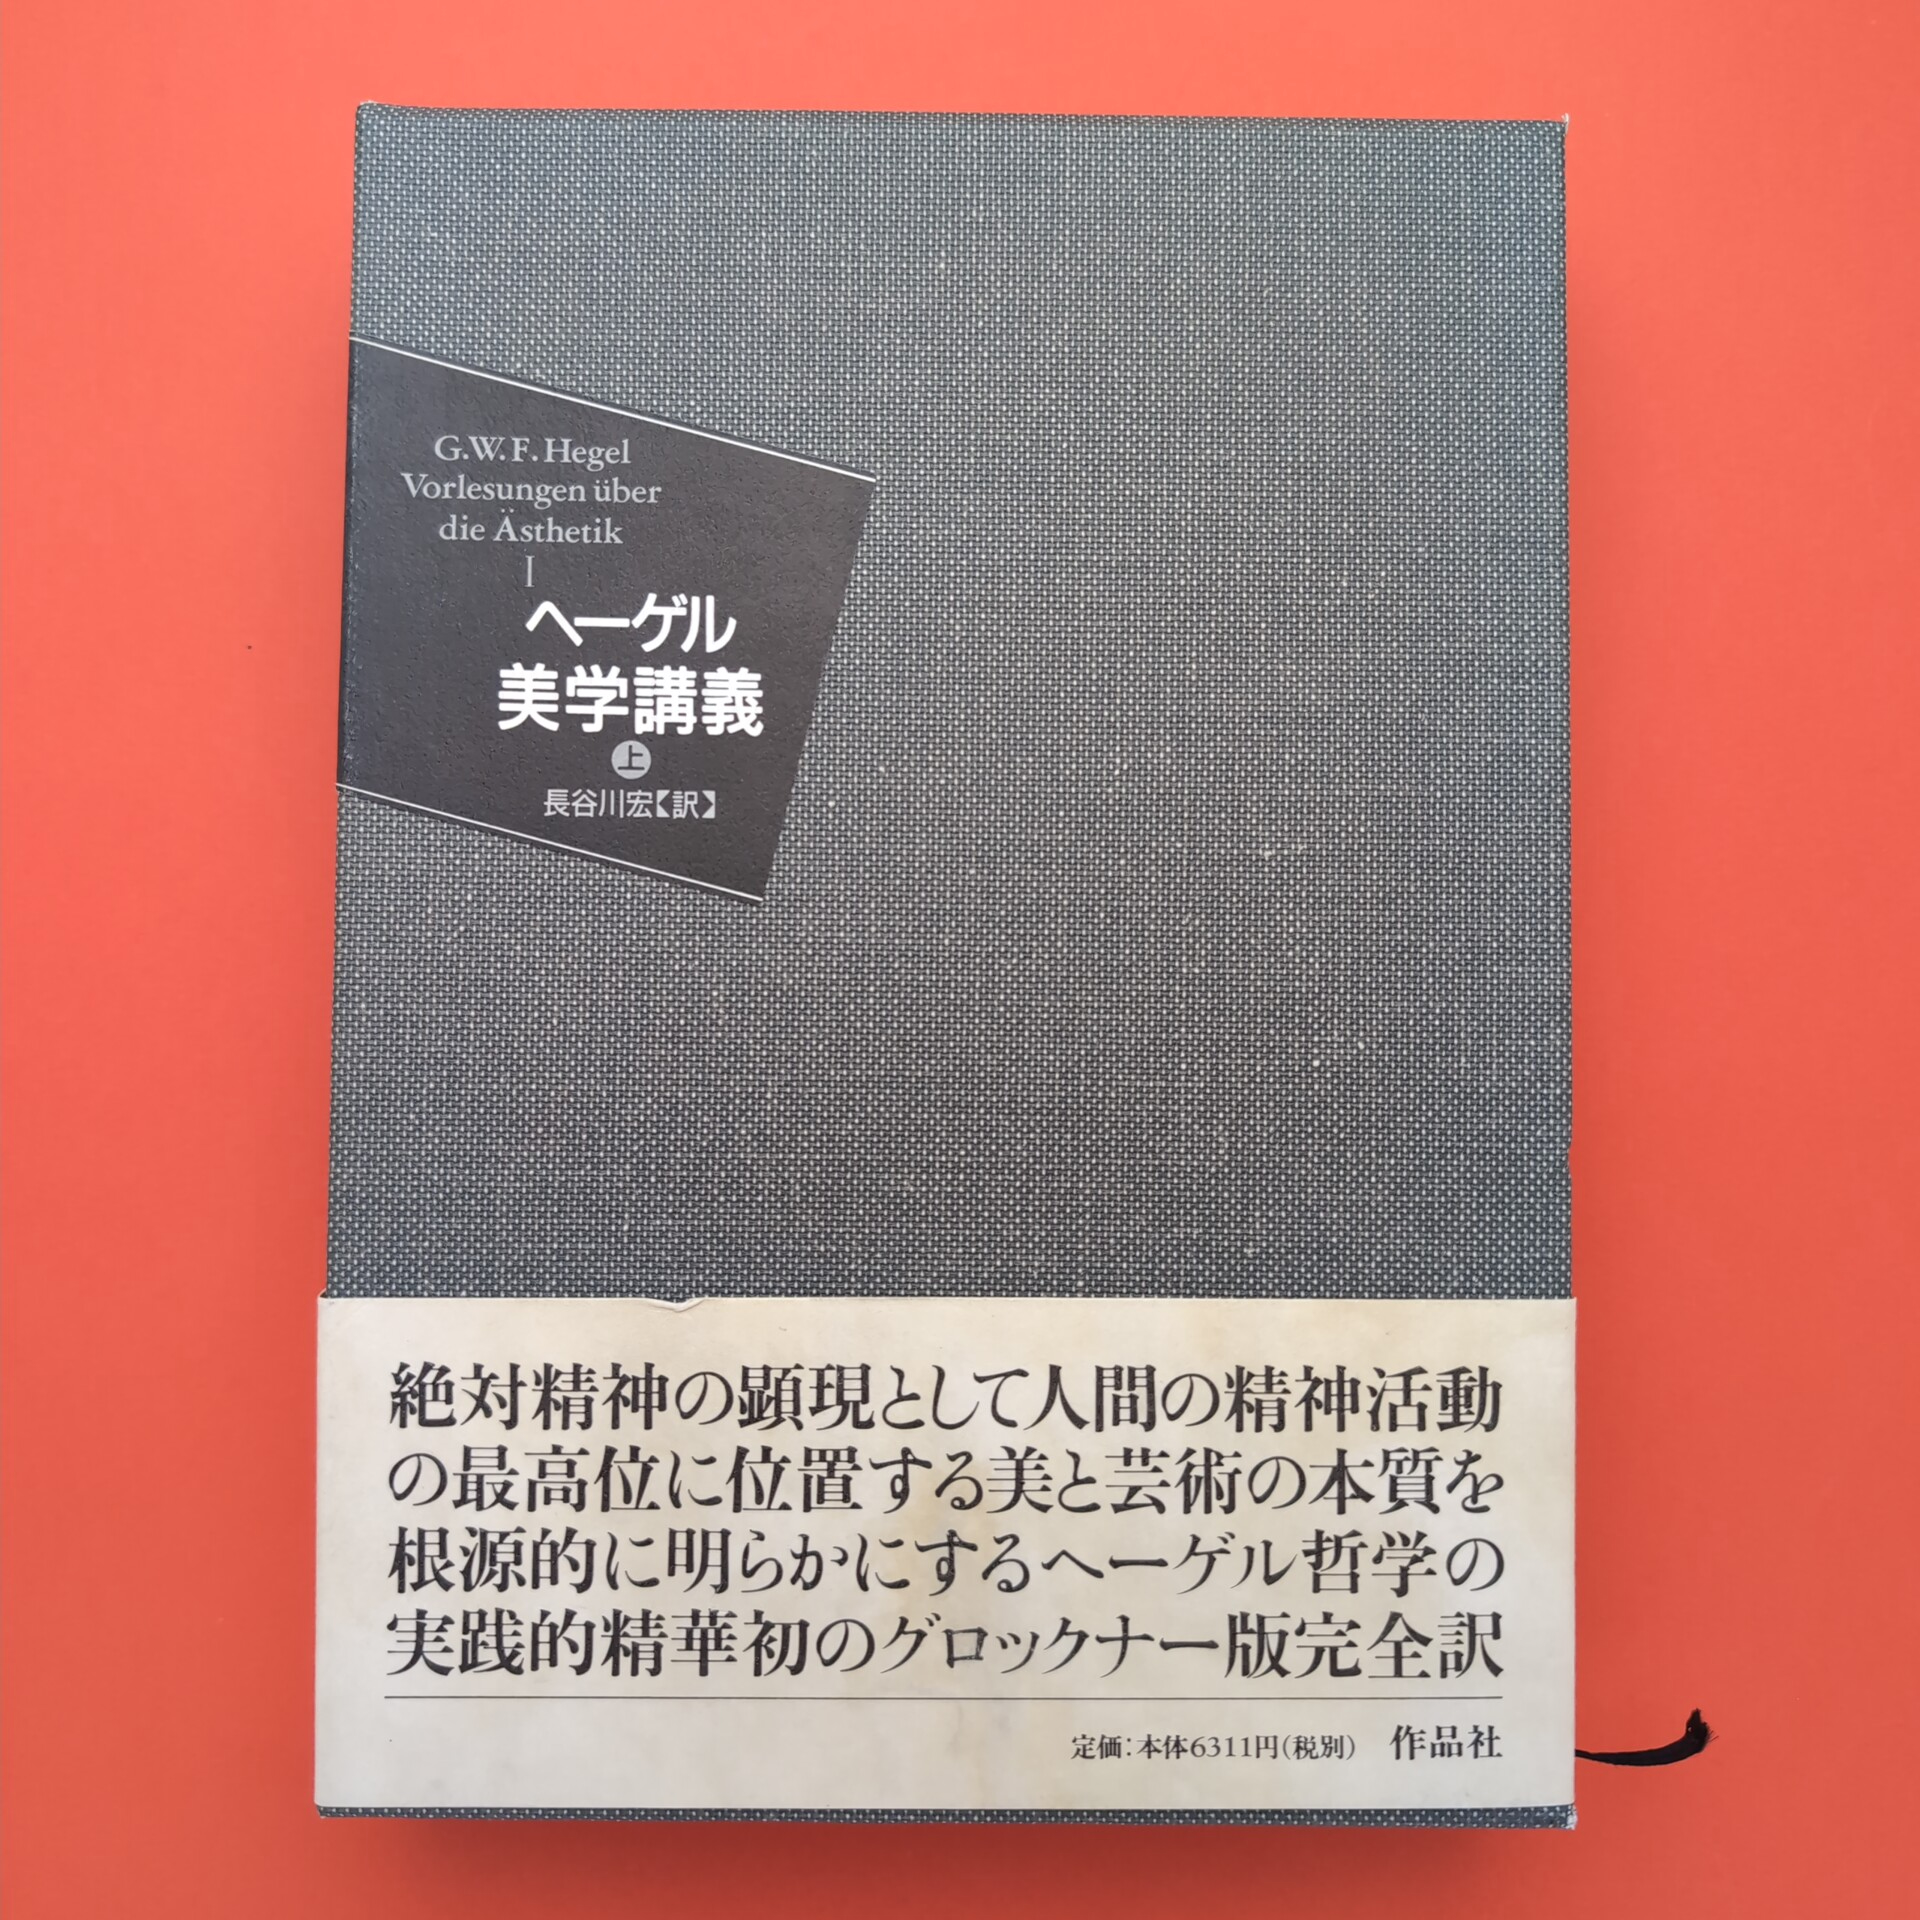 G.W.F. Hegel
Vorlesungen über
die Ästhetik
I
ヘーゲル
美学講義
上
長谷川宏【訳】
絶対精神の顕現として人間の精神活動
の最高位に位置する美と芸術の本質を
根源的に明らかにするヘーゲル哲学の
実践的精華初のグロックナー版完全訳
定価:本体6311円(税別) 作品社